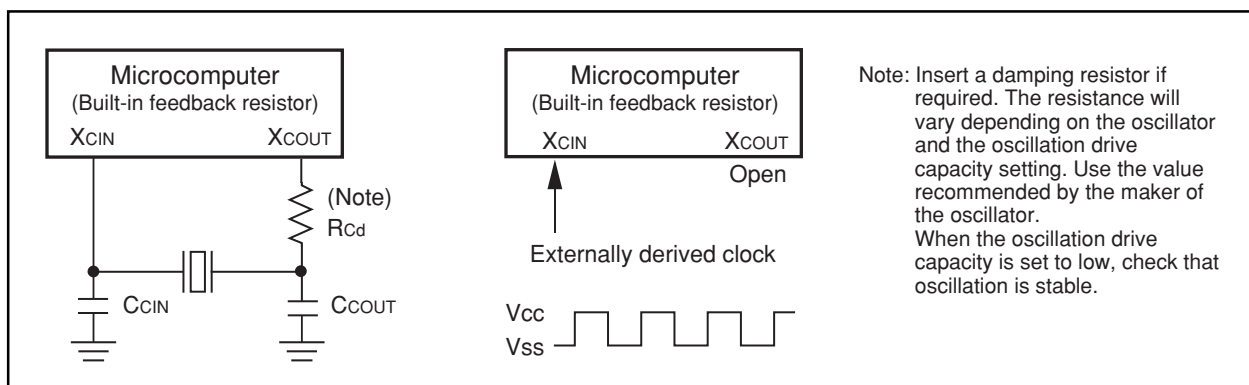 Microcomputer
(Built-in feedback resistor)
XCIN XCOUT
(Note)
RCd
CCIN CCOUT
Microcomputer
(Built-in feedback resistor)
XCIN XCOUT
Open
Externally derived clock
Vcc
Vss
Note: Insert a damping resistor if
required. The resistance will
vary depending on the oscillator
and the oscillation drive
capacity setting. Use the value
recommended by the maker of
the oscillator.
When the oscillation drive
capacity is set to low, check that
oscillation is stable.